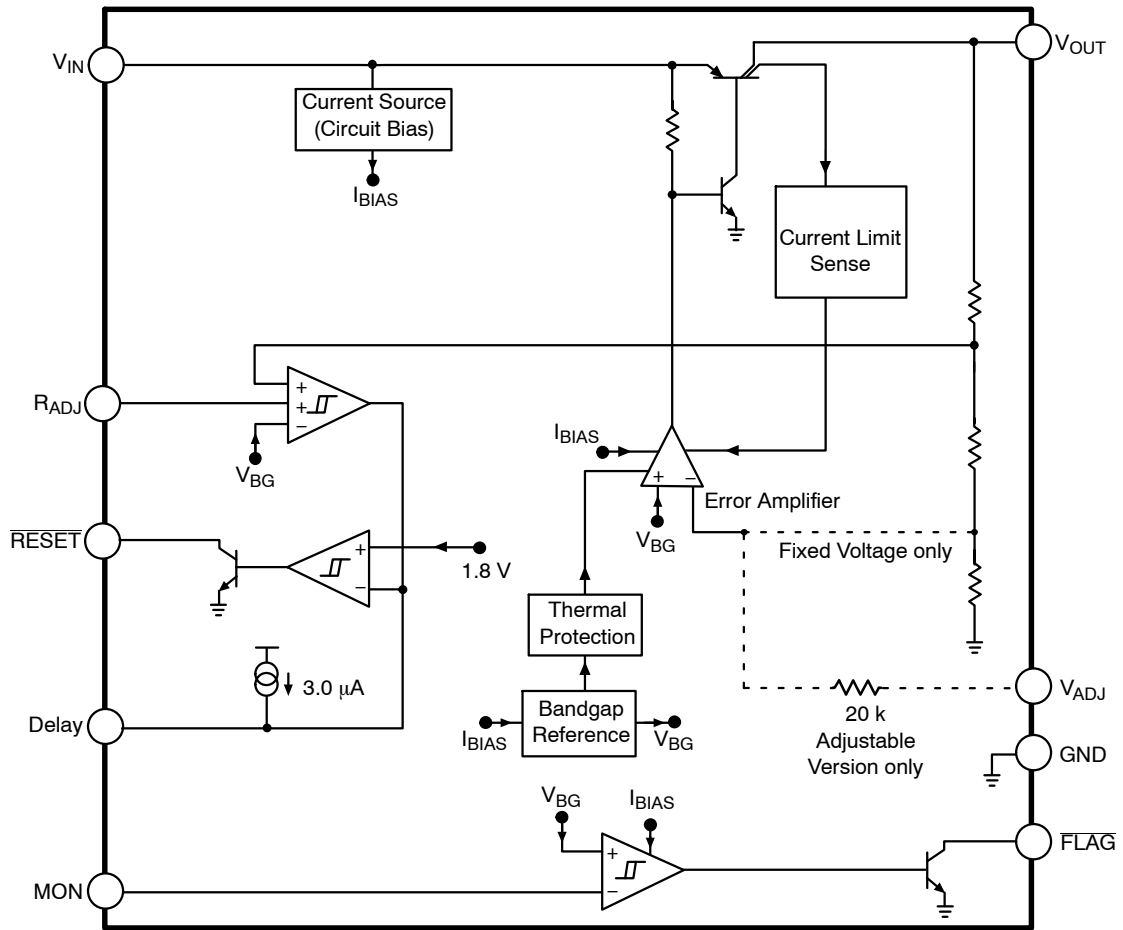 V_IN
V_OUT
Current Source
(Circuit Bias)
I_BIAS
Current Limit
Sense
R_ADJ
+
+
−
V_BG
I_BIAS
+ −
Error Amplifier
V_BG
Fixed Voltage only
RESET
+
−
1.8 V
Thermal
Protection
3.0 μA
Delay
I_BIAS
Bandgap
Reference
V_BG
20 k
Adjustable
Version only
V_ADJ
GND
V_BG
I_BIAS
+
−
FLAG
MON